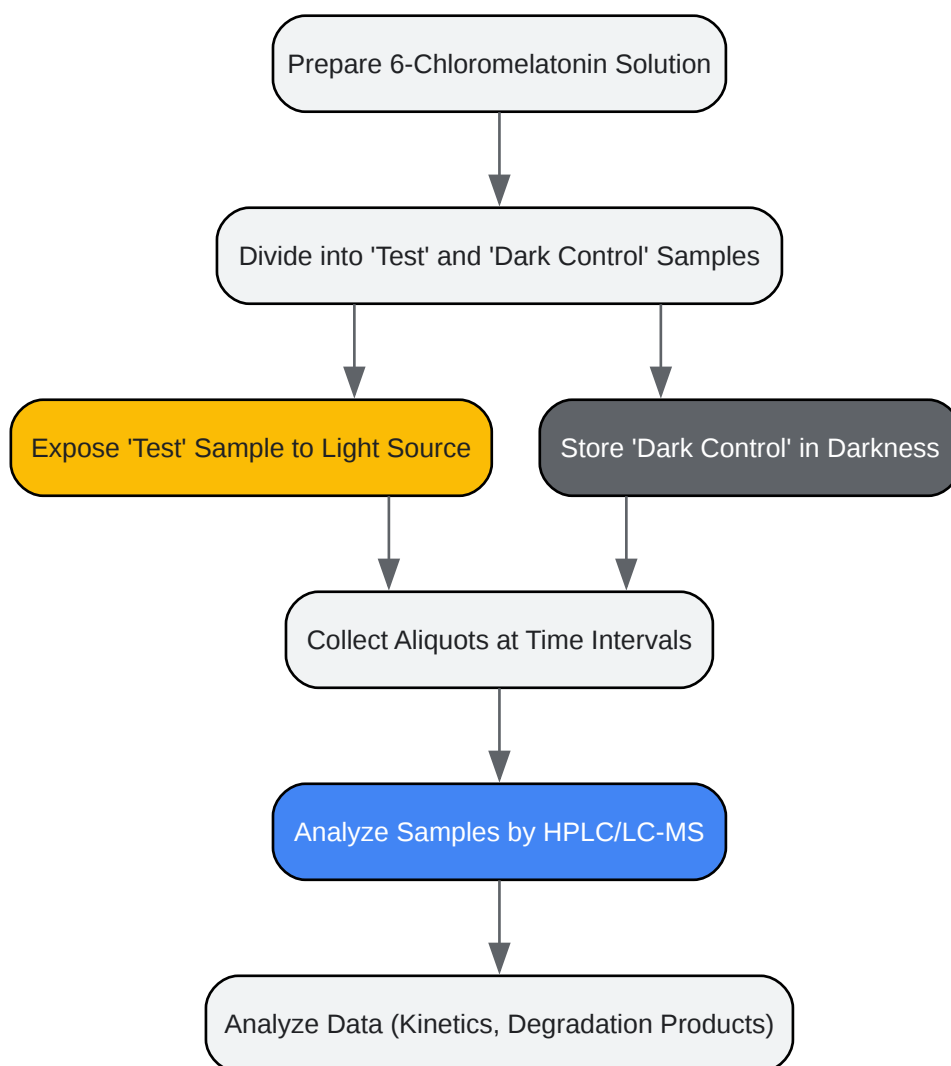 Prepare 6-Chloromelatonin Solution
Divide into 'Test' and 'Dark Control' Samples
Expose 'Test' Sample to Light Source
Store 'Dark Control' in Darkness
Collect Aliquots at Time Intervals
Analyze Samples by HPLC/LC-MS
Analyze Data (Kinetics, Degradation Products)